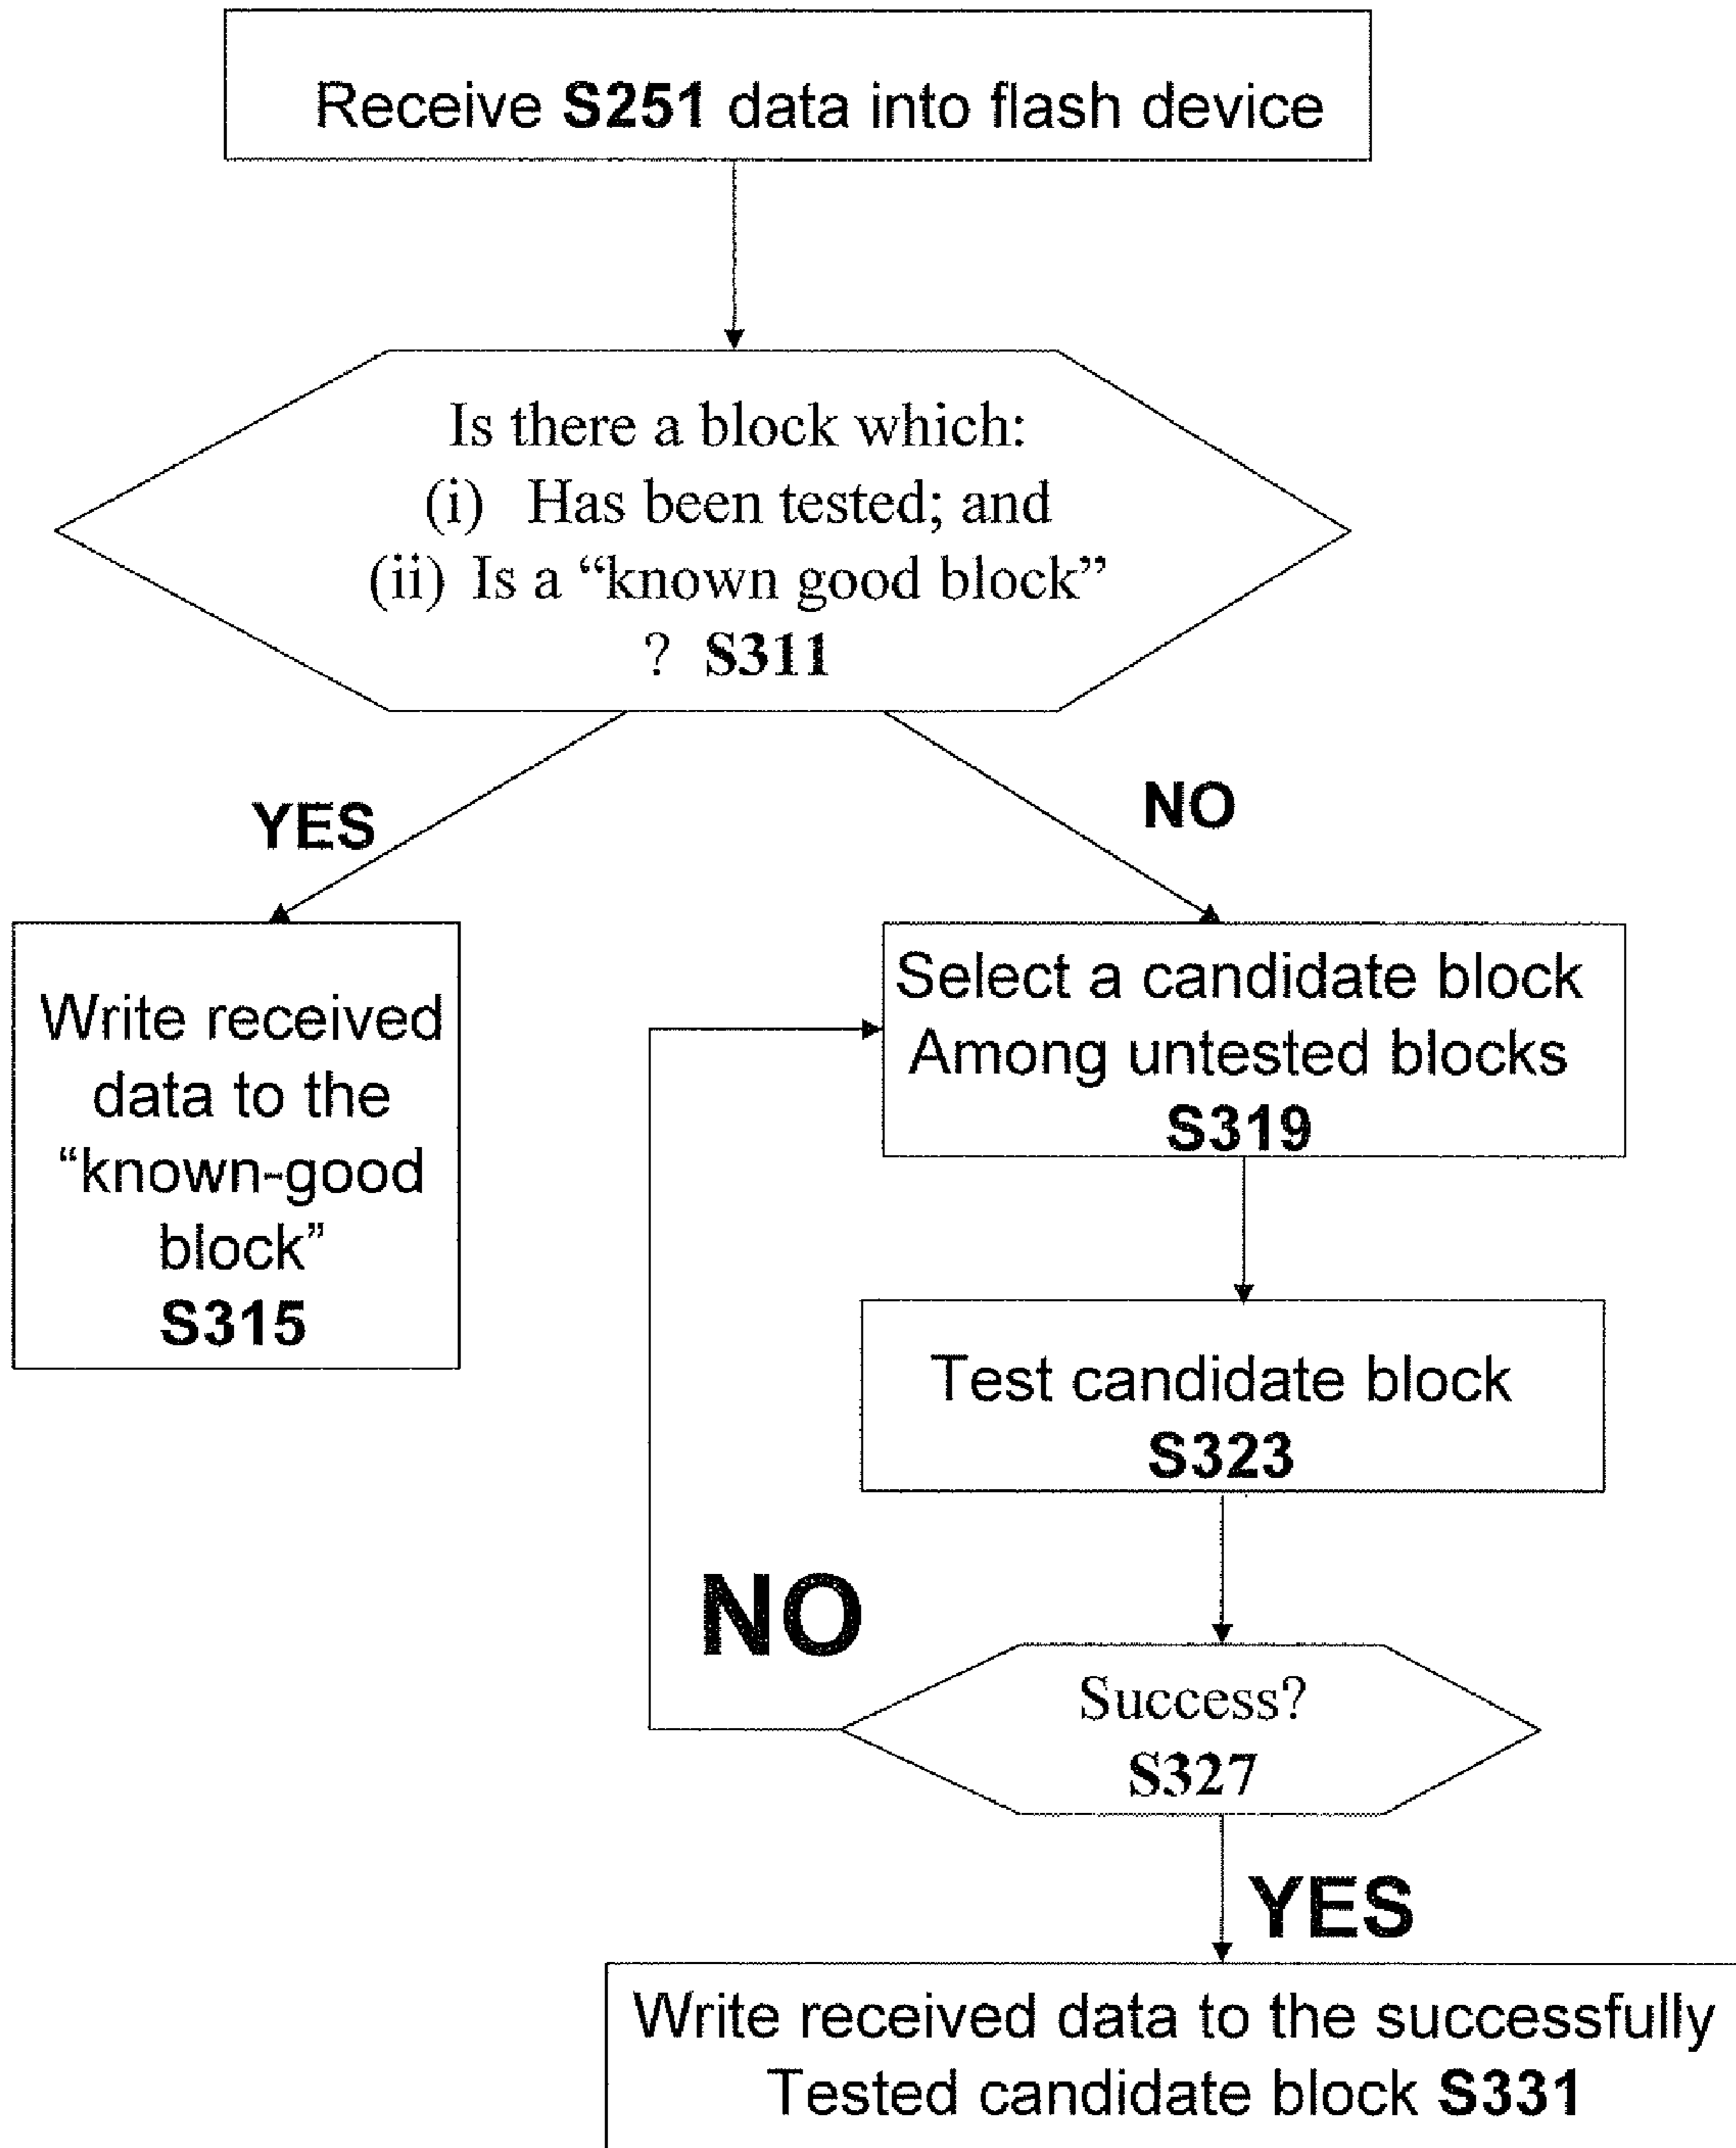 Receive S251 data into flash device
Is there a block which:
(i) Has been tested; and
(ii) Is a “known good block”
? S311
YES
NO
Write received
data to the
“known-good
block”
S315
Select a candidate block
Among untested blocks
S319
Test candidate block
S323
NO
Success?
S327
YES
Write received data to the successfully
Tested candidate block S331